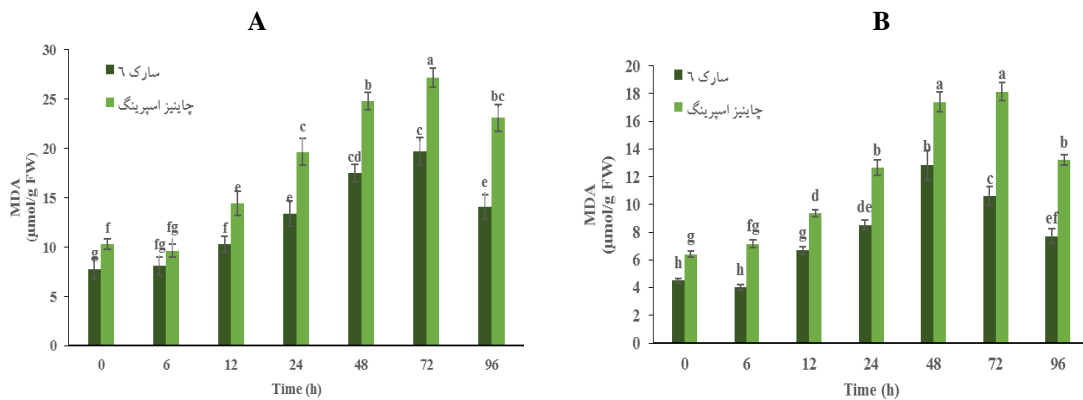 A
30
25
20
15
10
5
0
MDA
(µmol/g FW)
سارک ٦
چاینیز اسپرینگ
g f
fg fg
f e
e c
cd b
c a
e bc
0 6 12 24 48 72 96
Time (h)
B
20
18
16
14
12
10
8
6
4
2
0
MDA
(µmol/g FW)
سارک ٦
چاینیز اسپرینگ
h g
h fg
g d
de b
b a
c a
ef b
0 6 12 24 48 72 96
Time (h)